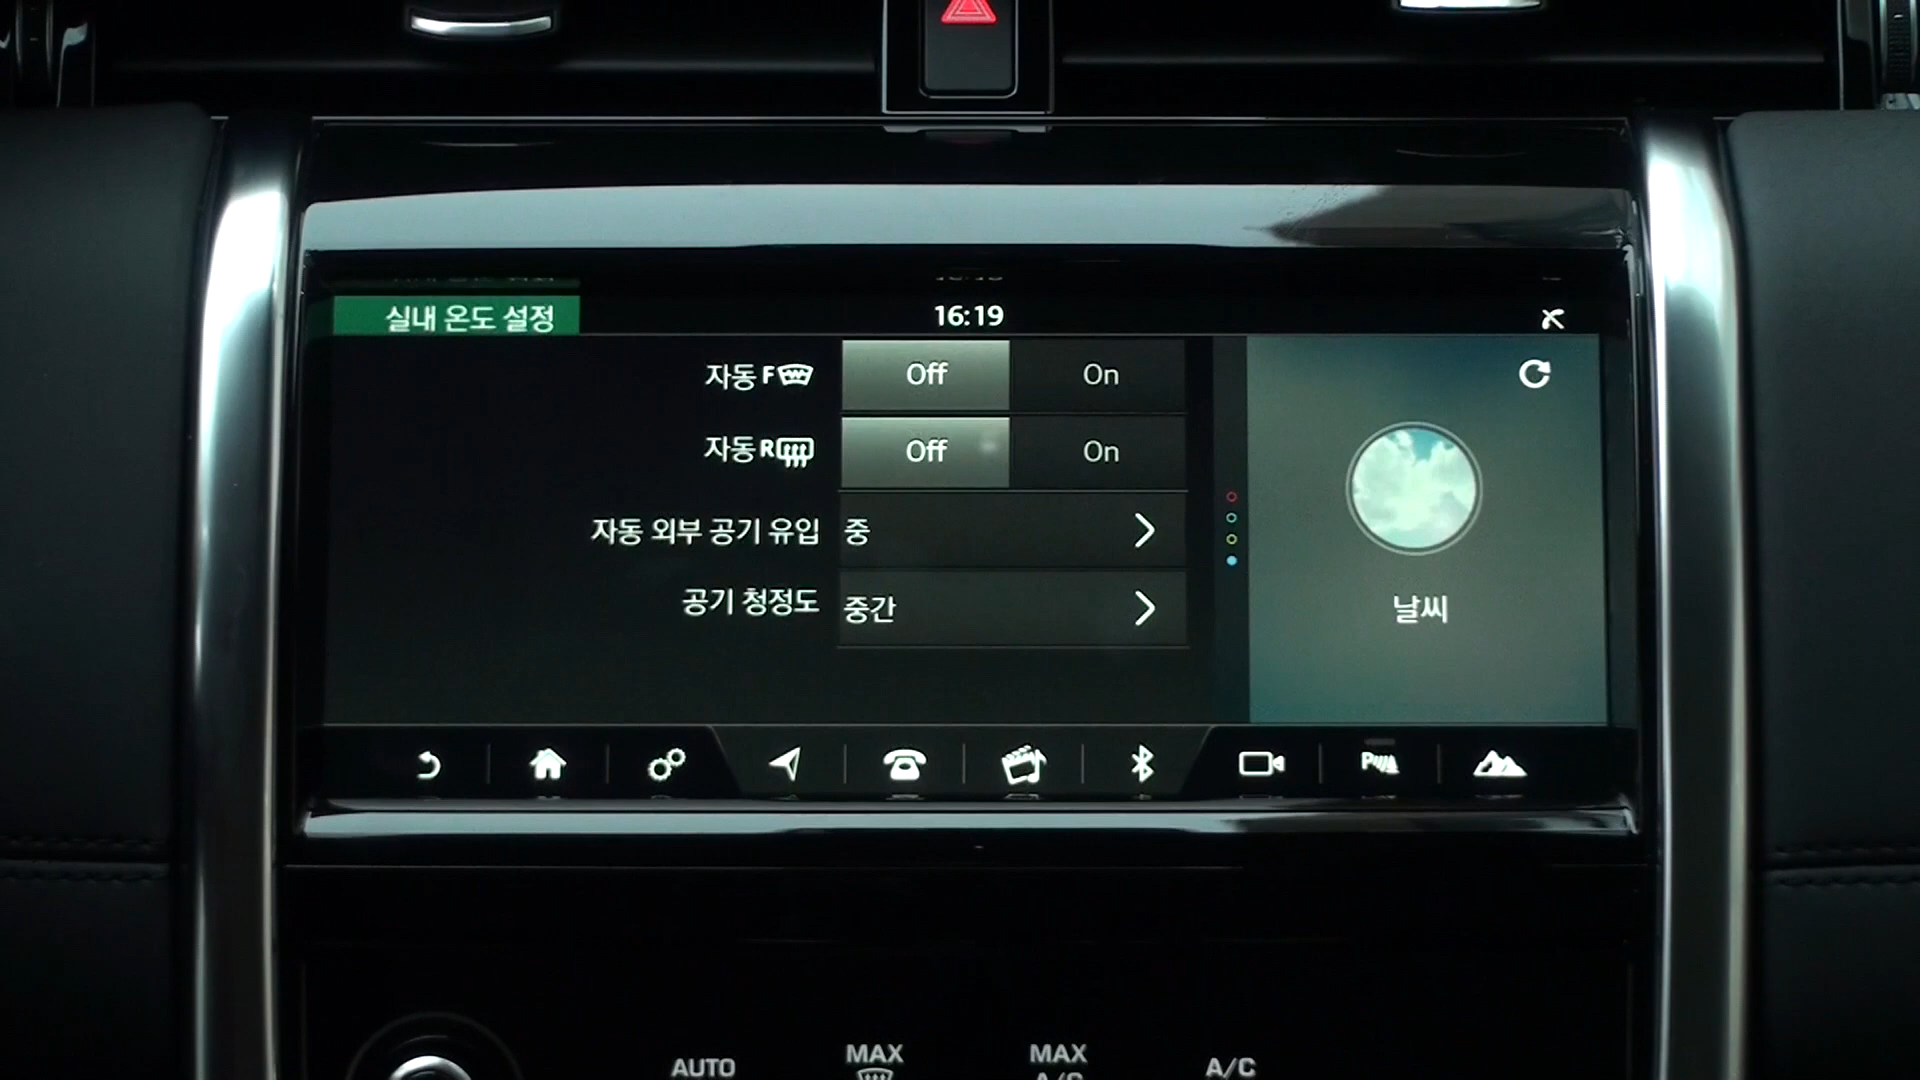 실내 온도 설정
16:19
자동 F
Off
On
자동 R
Off
On
자동 외부 공기 유입
중
공기 청정도
중간
날씨
P
AUTO
MAX
MAX
A/C
A/C